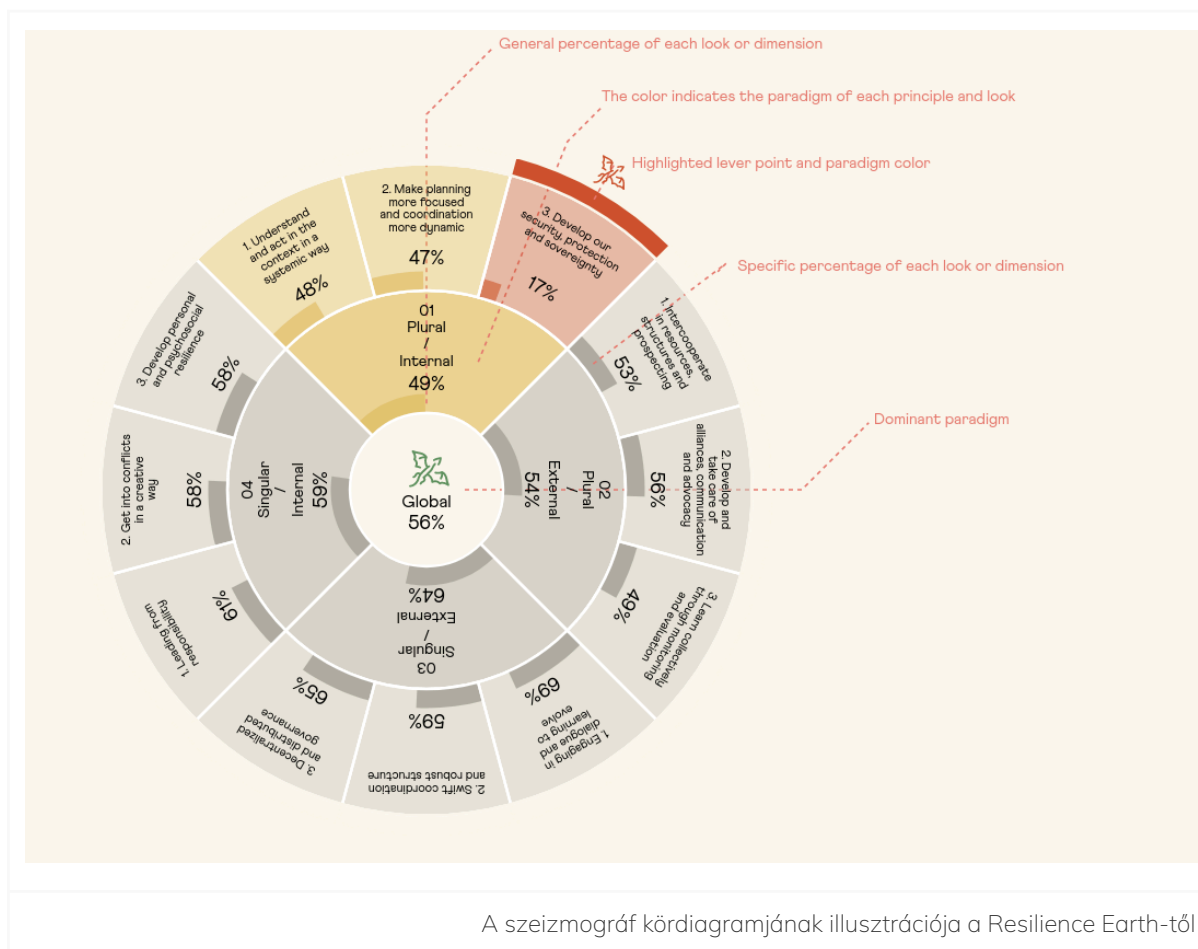 General percentage of each look or dimension
The color indicates the paradigm of each principle and look
Highlighted lever point and paradigm color
Specific percentage of each look or dimension
Dominant paradigm
1. Understand
and act in the
context in a
systemic way
48%
2. Make planning
more focused
and coordination
more dynamic
47%
3. Develop our
security, protection
and sovereignty
17%
01
Plural
/
Internal
49%
1. Intercooperate
in resources,
structures and
prospecting
53%
2. Develop and
take care of
alliances, communication
and advocacy
56%
3. Learn collectively
through monitoring
and evaluation
49%
02
Plural
/
External
54%
1. Engaging in
dialogue and
learning to
evolve
69%
2. Swift coordination
and robust structure
59%
3. Decentralized
and distributed
governance
65%
03
Singular
/
External
64%
1. Leading from
responsibility
61%
2. Get into conflicts
in a creative
way
58%
3. Develop personal
and psychosocial
resilience
58%
04
Singular
/
Internal
59%
Global
56%
A szeizmográf kördiagramjának illusztrációja a Resilience Earth-től